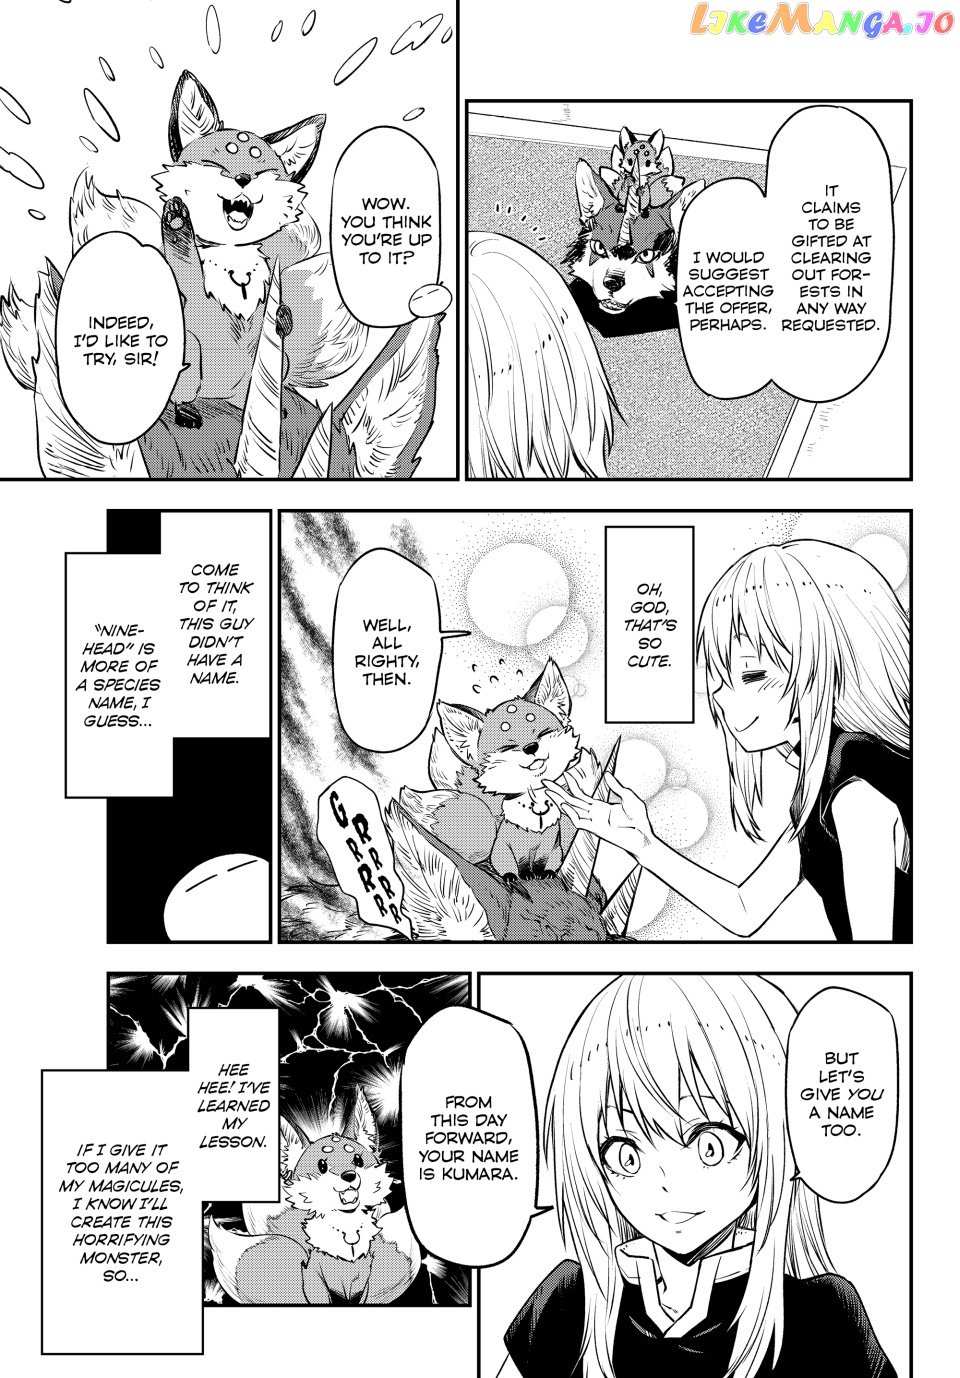 LIKEMANGA.IO
IT
CLAIMS
TO BE
GIFTED AT
CLEARING
OUT FOR-
ESTS IN
ANY WAY
REQUESTED.
I WOULD
SUGGEST
ACCEPTING
THE OFFER,
PERHAPS.
WOW.
YOU THINK
YOU'RE UP
TO IT?
INDEED,
I'D LIKE TO
TRY, SIR!
OH,
GOD,
THAT'S
SO
CUTE.
WELL,
ALL
RIGHTY,
THEN.
GRRRR
RRRR
COME
TO THINK
OF IT,
THIS GUY
DIDN'T
HAVE A
NAME.
"NINE-
HEAD" IS
MORE OF
A SPECIES
NAME, I
GUESS...
BUT
LET'S
GIVE YOU
A NAME
TOO.
FROM
THIS DAY
FORWARD,
YOUR NAME
IS KUMARA.
HEE
HEE! I'VE
LEARNED
MY
LESSON.
IF I GIVE IT
TOO MANY OF
MY MAGICULES,
I KNOW I'LL
CREATE THIS
HORRIFYING
MONSTER,
SO...